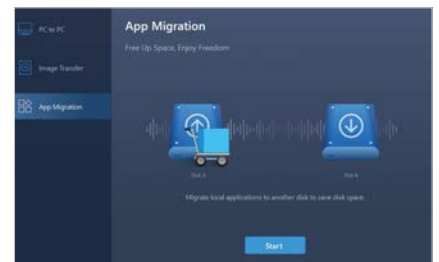 PC to PC
Image Transfer
App Migration
App Migration
Free Up Space, Enjoy Freedom
Disk A
Disk B
Migrate local applications to another disk to save disk space.
Start